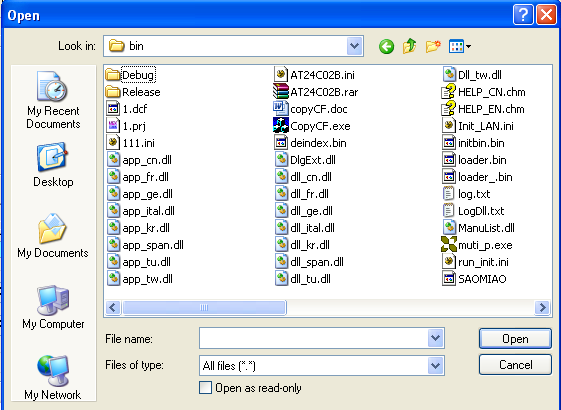 Open
Look in:
bin
My Recent
Documents
Desktop
My Documents
My Computer
My Network
Debug
Release
1.dcf
1.prj
111.ini
app_cn.dll
app_fr.dll
app_ge.dll
app_ital.dll
app_kr.dll
app_span.dll
app_tu.dll
app_tw.dll
AT24C02B.ini
AT24C02B.rar
copyCF.doc
CopyCF.exe
deindex.bin
DlgExt.dll
dll_cn.dll
dll_fr.dll
dll_ge.dll
dll_ital.dll
dll_kr.dll
dll_span.dll
dll_tu.dll
Dll_tw.dll
HELP_CN.chm
HELP_EN.chm
Init_LAN.ini
initbin.bin
loader.bin
loader_.bin
log.txt
LogDll.txt
ManuList.dll
muti_p.exe
run_init.ini
SAOMIAO
File name:
Open
Files of type:
All files (*.*)
Cancel
Open as read-only